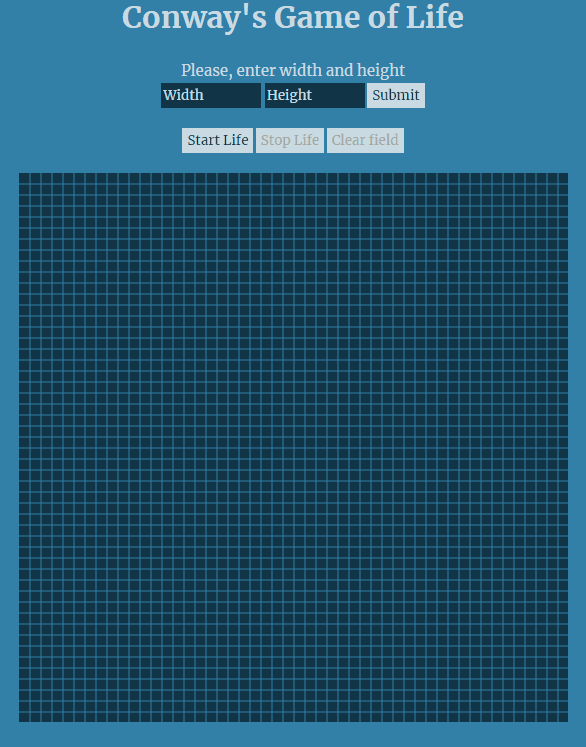 Conway's Game of Life
Please, enter width and height
Width Height Submit
Start Life Stop Life Clear field